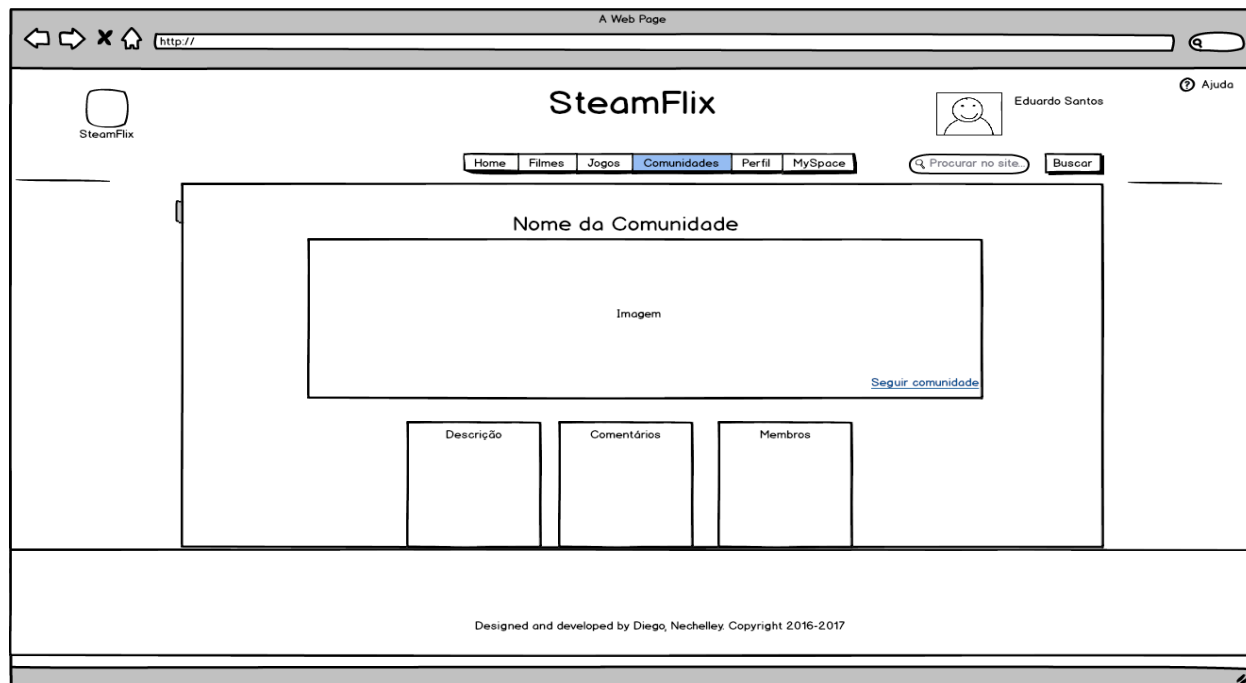 A Web Page
http://
Ajuda
SteamFlix
Eduardo Santos
SteamFlix
Home Filmes Jogos Comunidades Perfil MySpace
Procurar no site...
Buscar
Nome da Comunidade
Imagem
Seguir comunidade
Descrição
Comentários
Membros
Designed and developed by Diego, Nechelley. Copyright 2016-2017